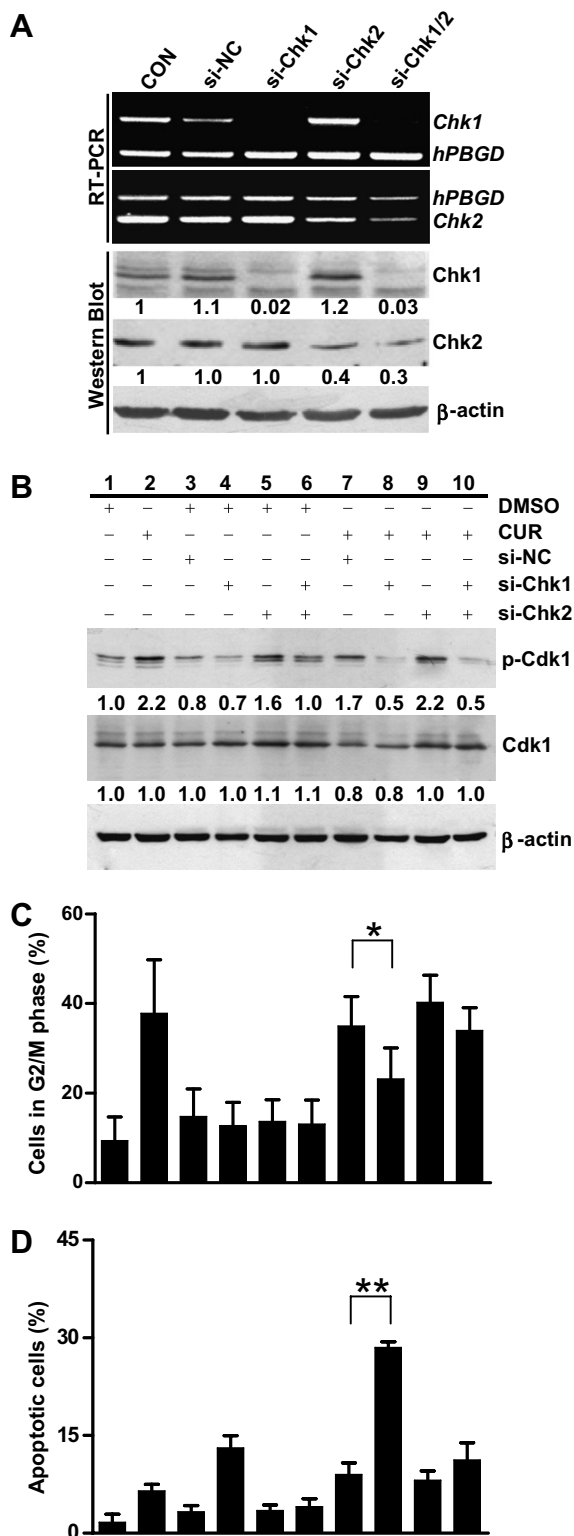 A
CON si-NC si-Chk1 si-Chk2 si-Chk1/2
RT-PCR
Chk1
hPBGD
hPBGD
Chk2
Western Blot
Chk1
1 1.1 0.02 1.2 0.03
Chk2
1 1.0 1.0 0.4 0.3
β-actin
B
1 2 3 4 5 6 7 8 9 10
+ – + + + + – – – – DMSO
– + – – – – + + + + CUR
– – + – – – + – – – si-NC
– – – + – + – + – + si-Chk1
– – – – + + – – + + si-Chk2
p-Cdk1
1.0 2.2 0.8 0.7 1.6 1.0 1.7 0.5 2.2 0.5
Cdk1
1.0 1.0 1.0 1.0 1.1 1.1 0.8 0.8 1.0 1.0
β-actin
C
Cells in G2/M phase (%)
60
40
20
0
*
D
Apoptotic cells (%)
45
30
15
0
**